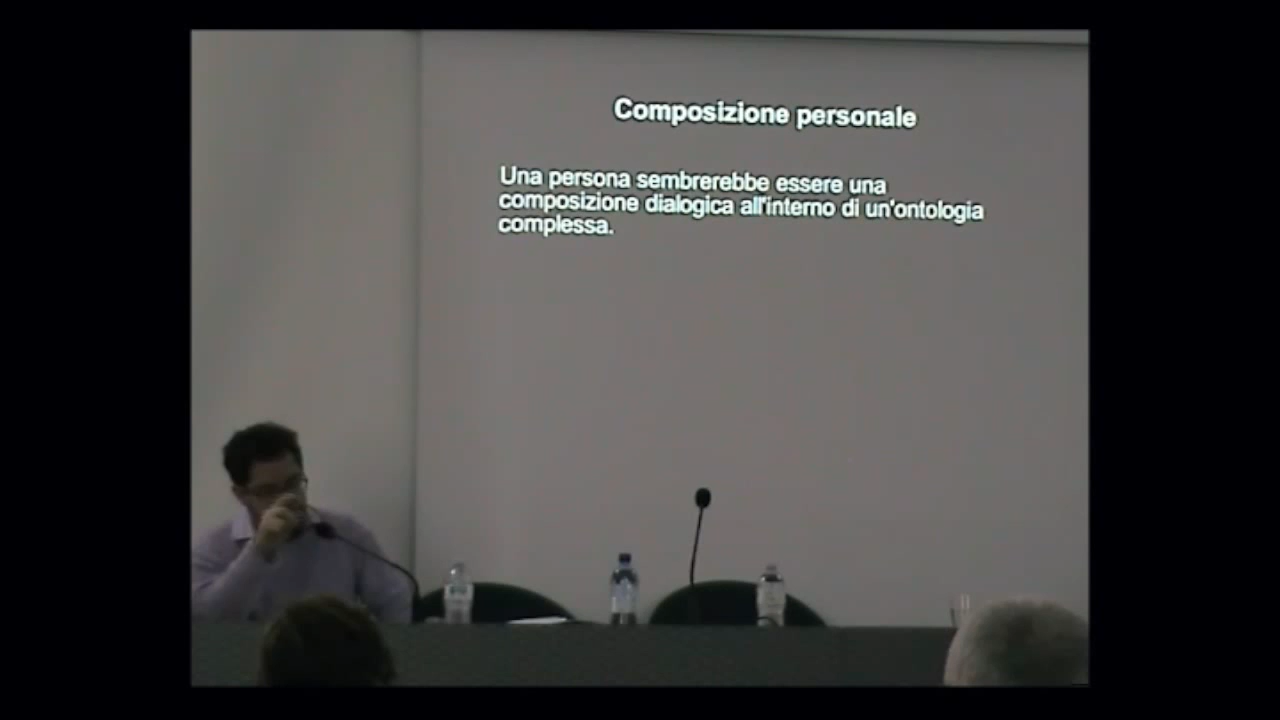 Composizione personale
Una persona sembrerebbe essere una
composizione dialogica all'interno di un'ontologia
complessa.